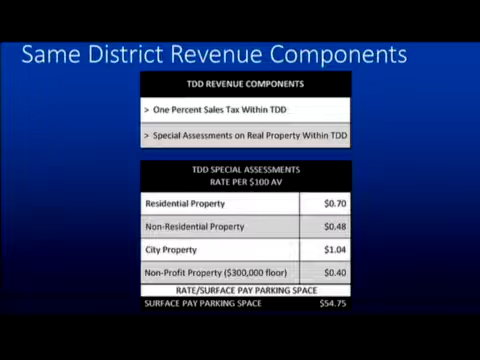 Same District Revenue Components
TDD REVENUE COMPONENTS
> One Percent Sales Tax Within TDD
> Special Assessments on Real Property Within TDD
TDD SPECIAL ASSESSMENTS
RATE PER $100 AV
Residential Property $0.70
Non-Residential Property $0.48
City Property $1.04
Non-Profit Property ($300,000 floor) $0.40
RATE/SURFACE PAY PARKING SPACE
SURFACE PAY PARKING SPACE $54.75